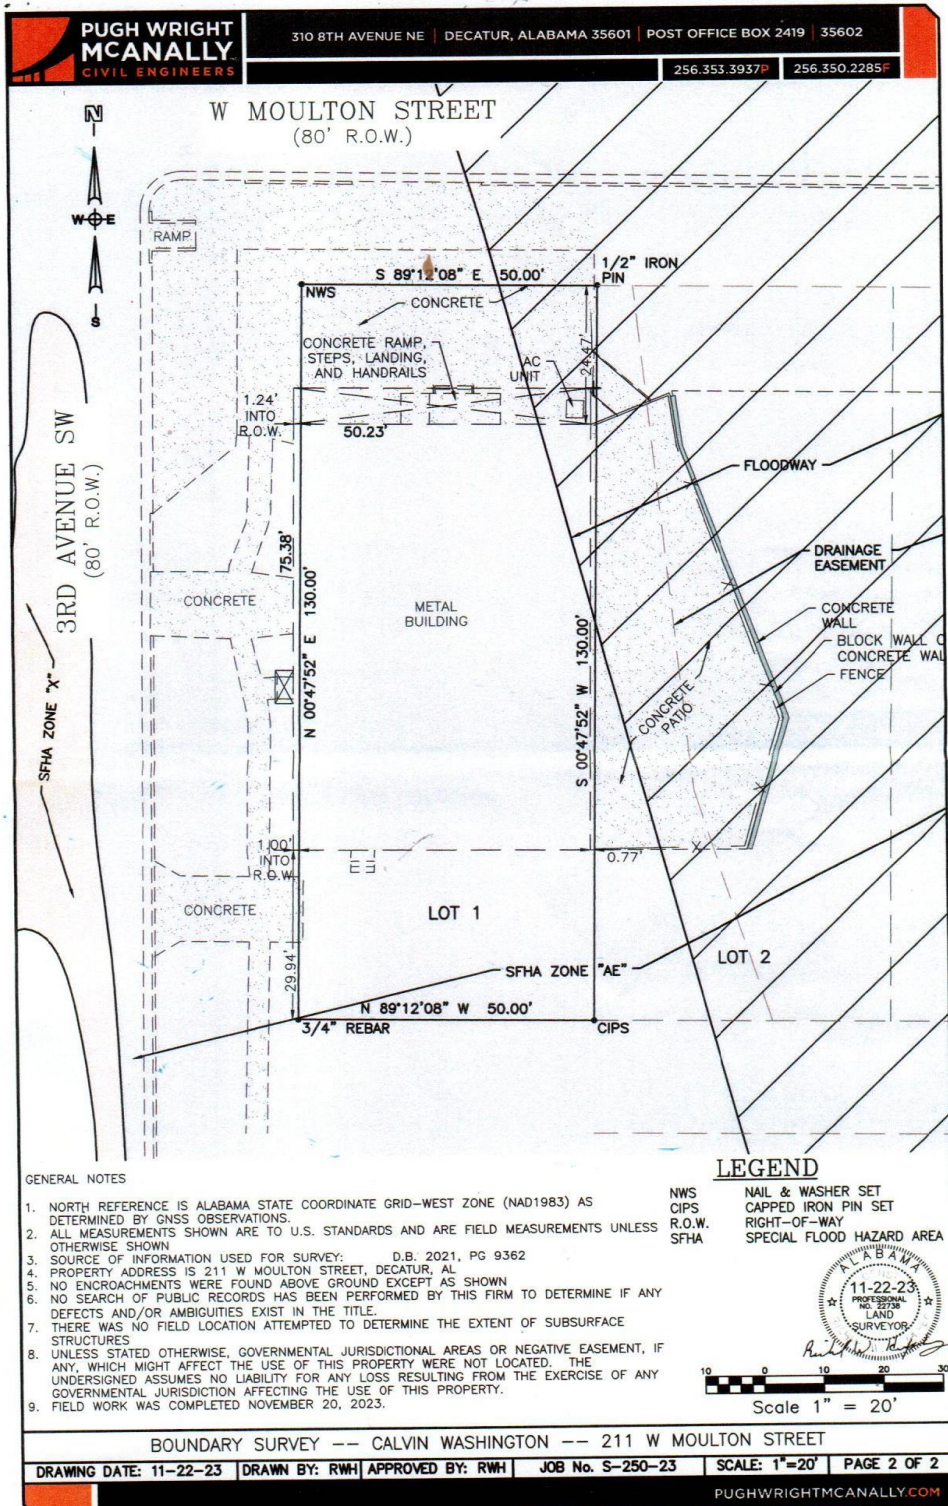 PUGH WRIGHT
MCANALLY
CIVIL ENGINEERS
310 8TH AVENUE NE | DECATUR, ALABAMA 35601 | POST OFFICE BOX 2419 | 35602
256.353.3937P | 256.350.2285F
N
W E
S
W MOULTON STREET
(80' R.O.W.)
RAMP
S 89°12'08" E 50.00'
1/2" IRON
PIN
NWS
CONCRETE
CONCRETE RAMP,
STEPS, LANDING,
AND HANDRAILS
AC
UNIT
24.47'
1.24'
INTO
R.O.W.
50.23'
3RD AVENUE SW
(80' R.O.W.)
FLOODWAY
75.38'
DRAINAGE
EASEMENT
CONCRETE
METAL
BUILDING
CONCRETE
WALL
BLOCK WALL O
CONCRETE WAL
FENCE
N 00°47'52" E 130.00'
S 00°47'52" W 130.00'
CONCRETE
PATIO
SFHA ZONE "X"
1.00'
INTO
R.O.W.
0.77'
CONCRETE
LOT 1
29.94'
SFHA ZONE "AE"
LOT 2
N 89°12'08" W 50.00'
3/4" REBAR
CIPS
GENERAL NOTES
1. NORTH REFERENCE IS ALABAMA STATE COORDINATE GRID-WEST ZONE (NAD1983) AS
DETERMINED BY GNSS OBSERVATIONS.
2. ALL MEASUREMENTS SHOWN ARE TO U.S. STANDARDS AND ARE FIELD MEASUREMENTS UNLESS
OTHERWISE SHOWN
3. SOURCE OF INFORMATION USED FOR SURVEY: D.B. 2021, PG 9362
4. PROPERTY ADDRESS IS 211 W MOULTON STREET, DECATUR, AL
5. NO ENCROACHMENTS WERE FOUND ABOVE GROUND EXCEPT AS SHOWN
6. NO SEARCH OF PUBLIC RECORDS HAS BEEN PERFORMED BY THIS FIRM TO DETERMINE IF ANY
DEFECTS AND/OR AMBIGUITIES EXIST IN THE TITLE.
7. THERE WAS NO FIELD LOCATION ATTEMPTED TO DETERMINE THE EXTENT OF SUBSURFACE
STRUCTURES
8. UNLESS STATED OTHERWISE, GOVERNMENTAL JURISDICTIONAL AREAS OR NEGATIVE EASEMENT, IF
ANY, WHICH MIGHT AFFECT THE USE OF THIS PROPERTY WERE NOT LOCATED. THE
UNDERSIGNED ASSUMES NO LIABILITY FOR ANY LOSS RESULTING FROM THE EXERCISE OF ANY
GOVERNMENTAL JURISDICTION AFFECTING THE USE OF THIS PROPERTY.
9. FIELD WORK WAS COMPLETED NOVEMBER 20, 2023.
LEGEND
NWS NAIL & WASHER SET
CIPS CAPPED IRON PIN SET
R.O.W. RIGHT-OF-WAY
SFHA SPECIAL FLOOD HAZARD AREA
ALABAMA
11-22-23
PROFESSIONAL
NO. 22738
LAND
SURVEYOR
10 0 10 20 30
Scale 1" = 20'
BOUNDARY SURVEY -- CALVIN WASHINGTON -- 211 W MOULTON STREET
DRAWING DATE: 11-22-23 | DRAWN BY: RWH | APPROVED BY: RWH | JOB No. S-250-23 | SCALE: 1"=20' | PAGE 2 OF 2
PUGHWRIGHTMCANALLY.COM